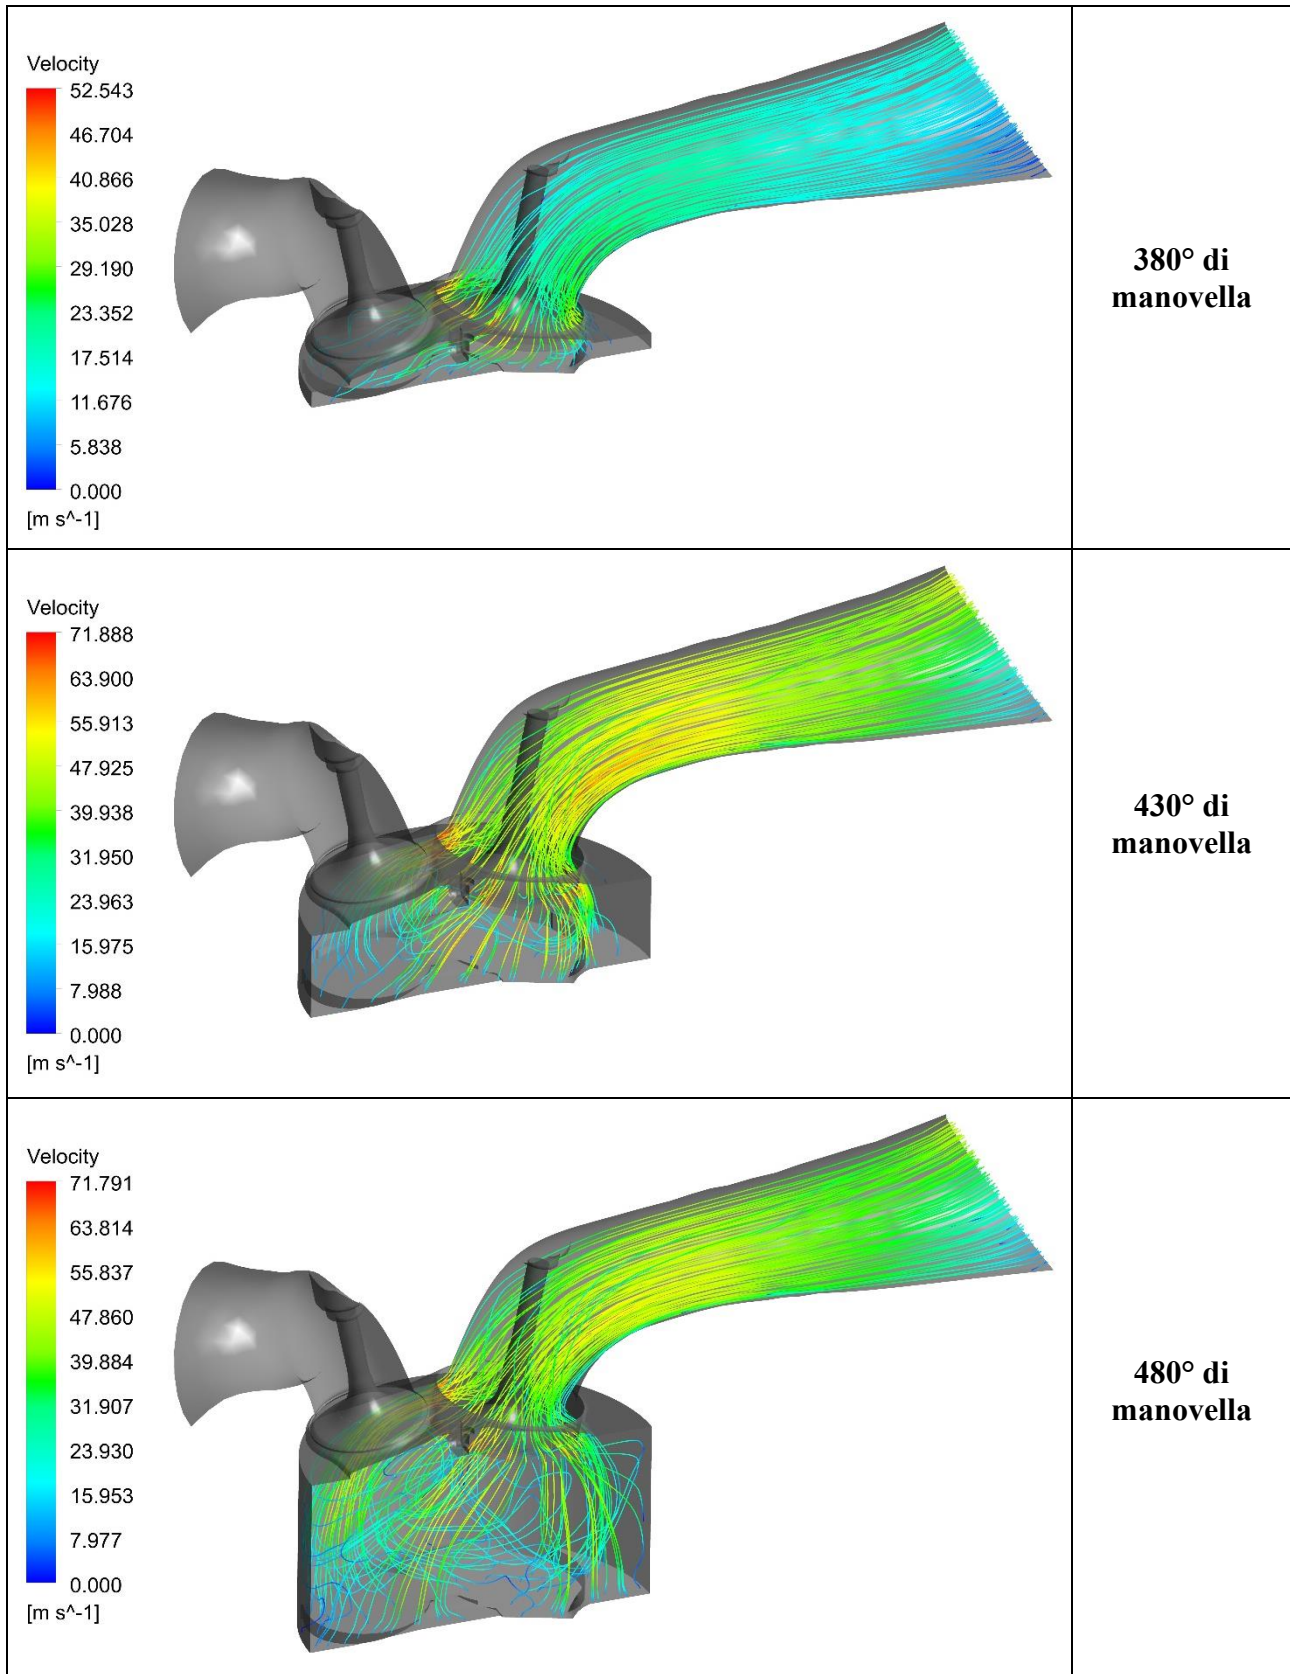 Velocity
52.543
46.704
40.866
35.028
29.190
23.352
17.514
11.676
5.838
0.000
[m s^-1]
380° di
manovella
Velocity
71.888
63.900
55.913
47.925
39.938
31.950
23.963
15.975
7.988
0.000
[m s^-1]
430° di
manovella
Velocity
71.791
63.814
55.837
47.860
39.884
31.907
23.930
15.953
7.977
0.000
[m s^-1]
480° di
manovella